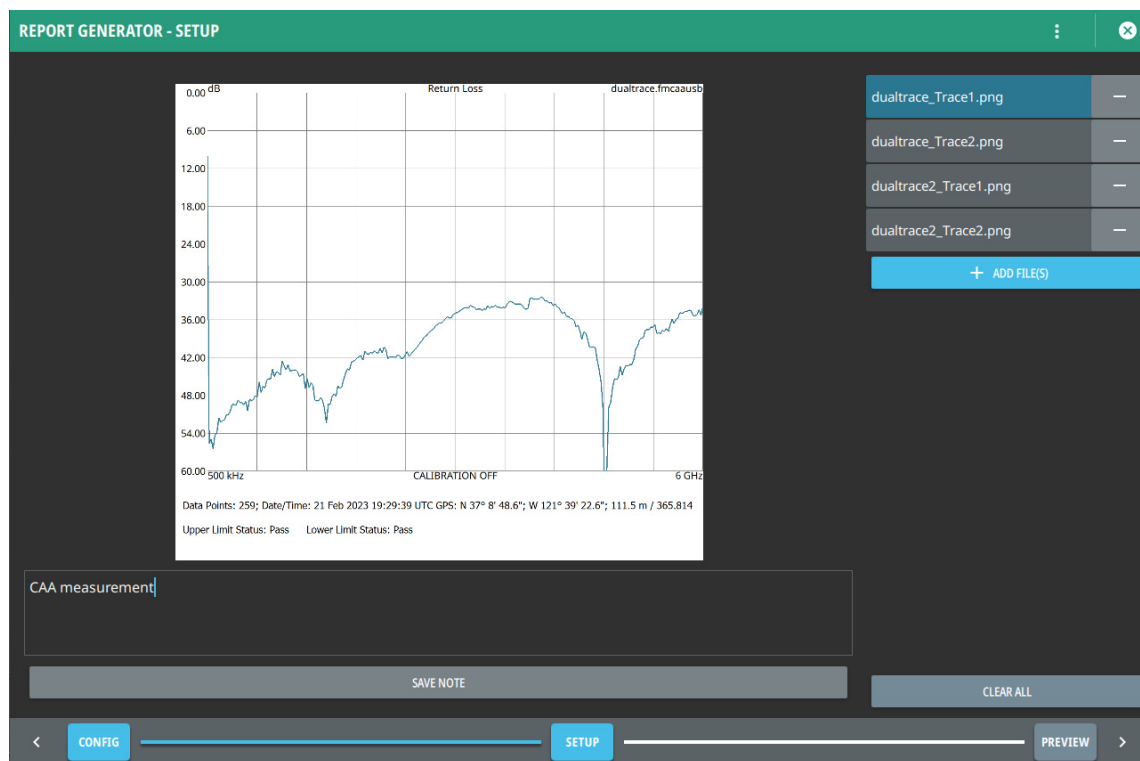 REPORT GENERATOR - SETUP
0.00 dB Return Loss dualtrace.fmcaausb
6.00
12.00
18.00
24.00
30.00
36.00
42.00
48.00
54.00
60.00 500 kHz CALIBRATION OFF 6 GHz
Data Points: 259; Date/Time: 21 Feb 2023 19:29:39 UTC GPS: N 37° 8' 48.6"; W 121° 39' 22.6"; 111.5 m / 365.814
Upper Limit Status: Pass Lower Limit Status: Pass
dualtrace_Trace1.png
dualtrace_Trace2.png
dualtrace2_Trace1.png
dualtrace2_Trace2.png
+ ADD FILE(S)
CAA measurement
SAVE NOTE
CLEAR ALL
CONFIG SETUP PREVIEW